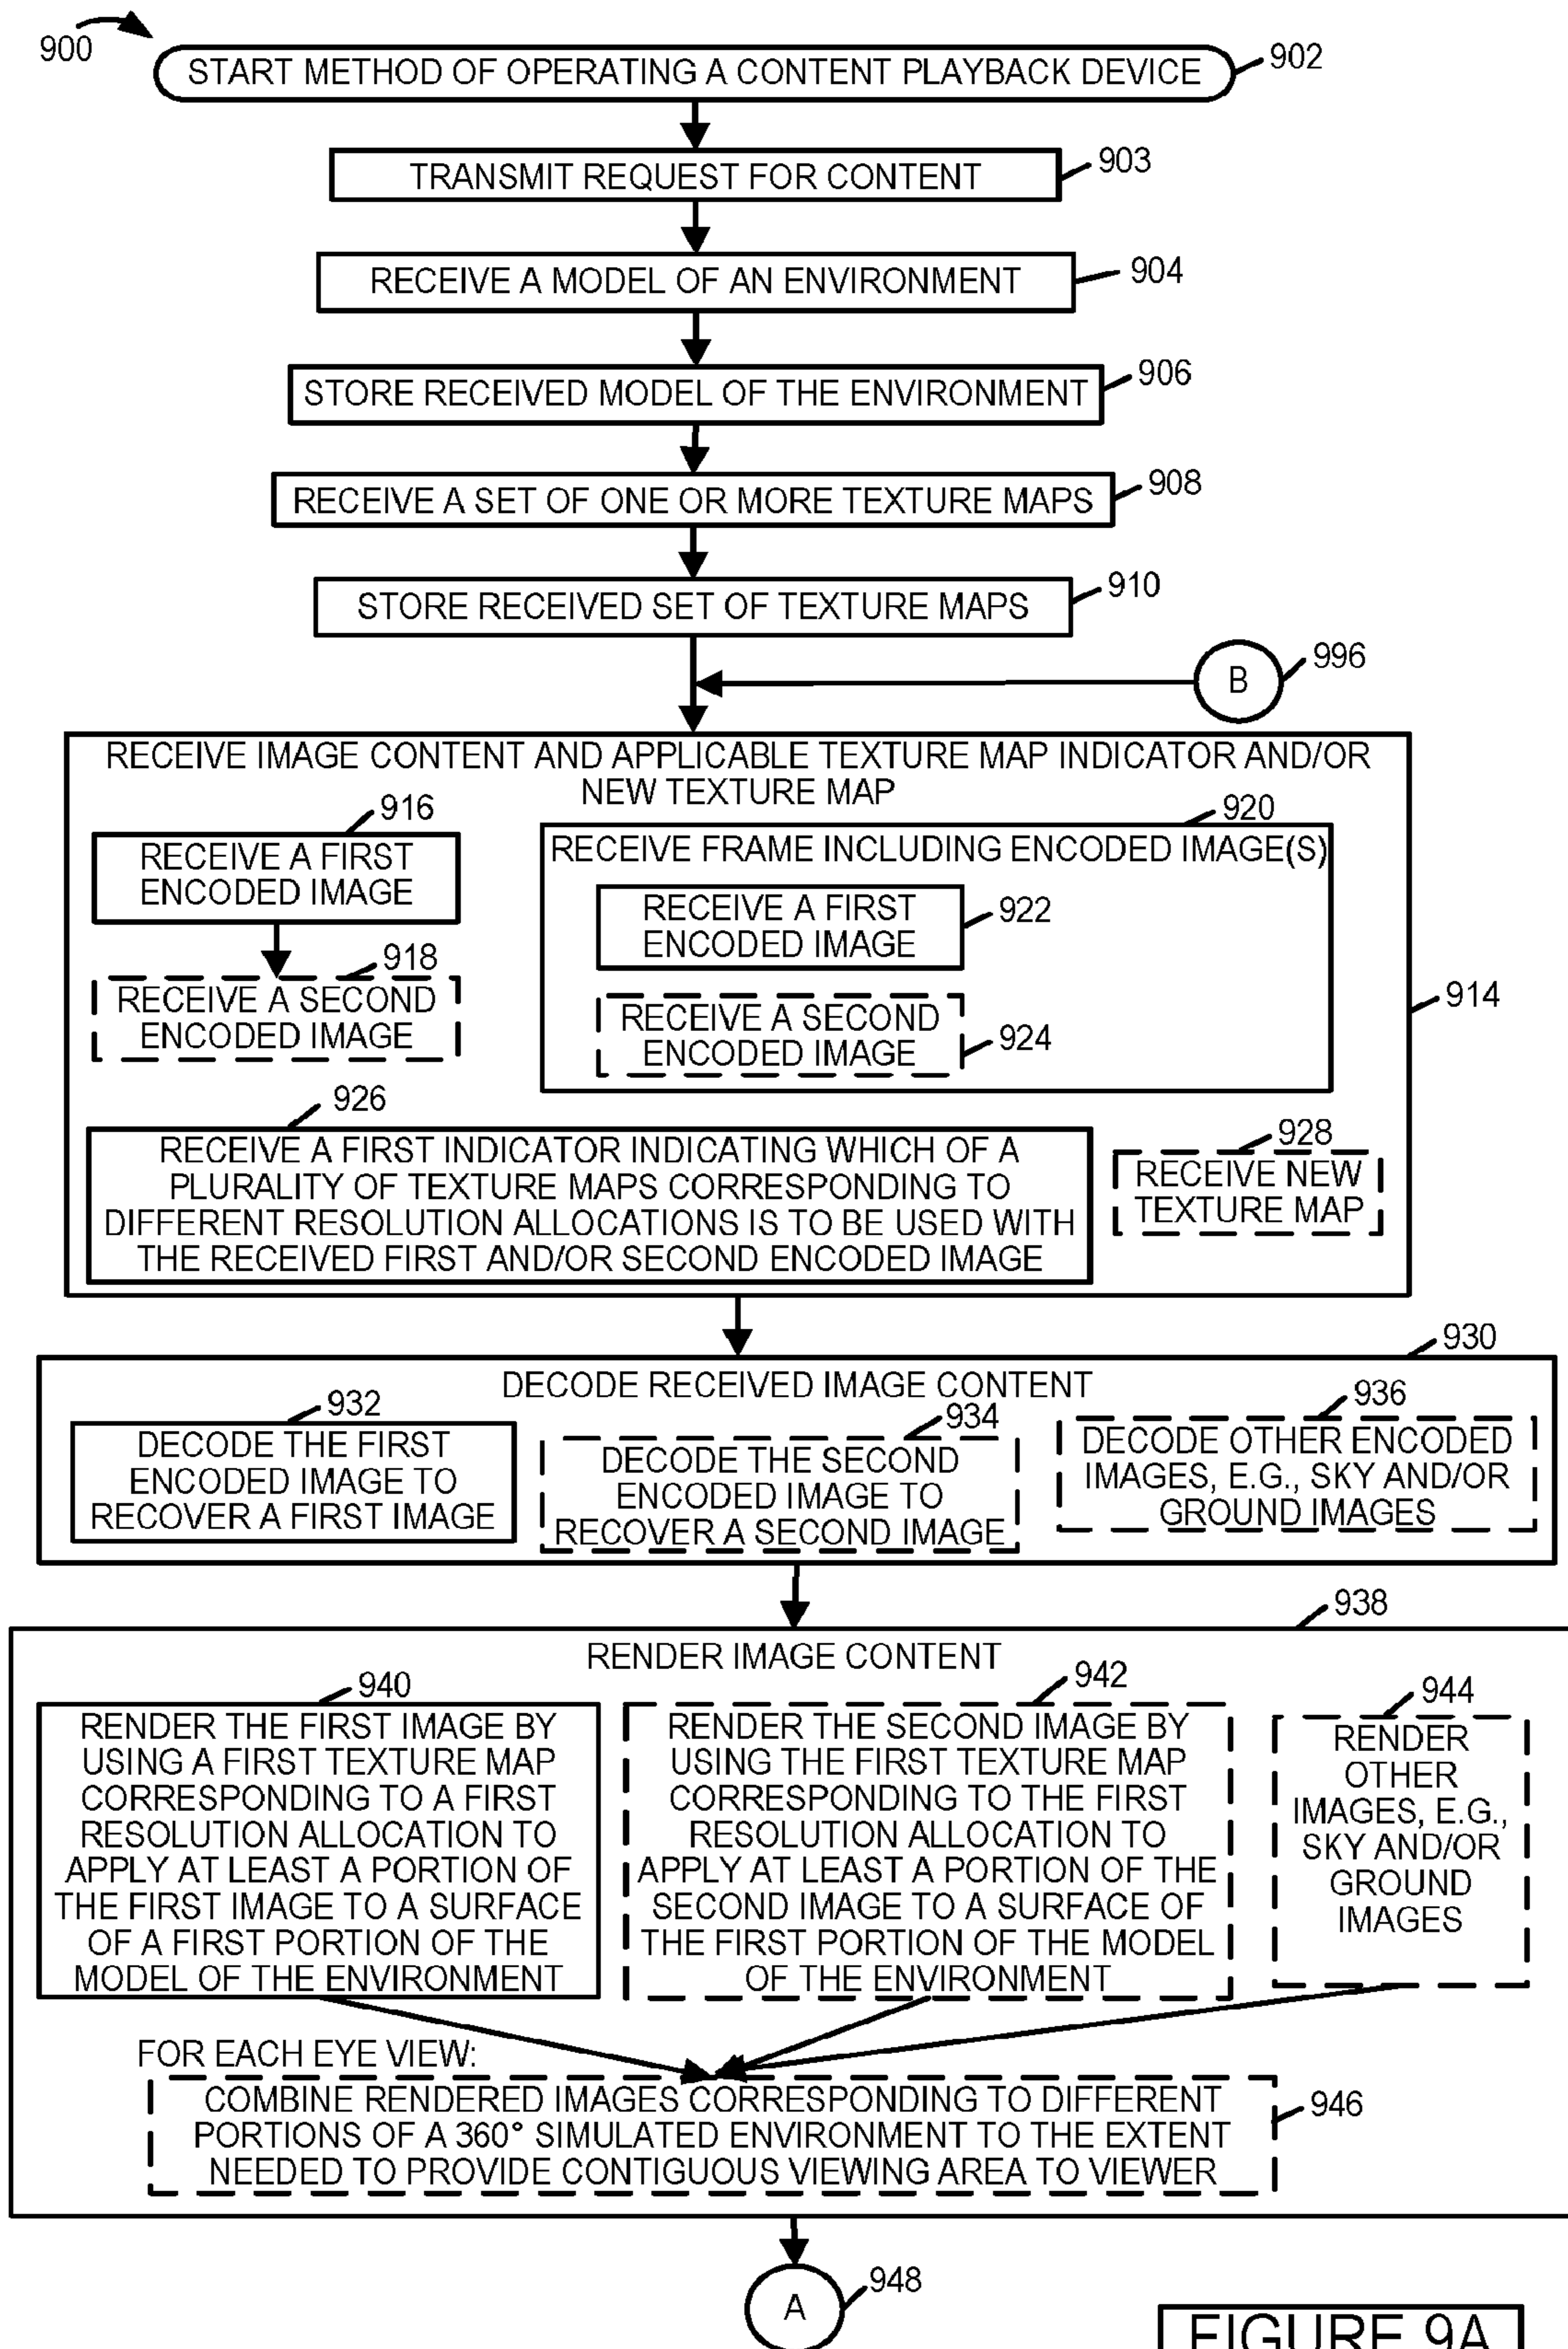 900
START METHOD OF OPERATING A CONTENT PLAYBACK DEVICE
902
TRANSMIT REQUEST FOR CONTENT
903
RECEIVE A MODEL OF AN ENVIRONMENT
904
STORE RECEIVED MODEL OF THE ENVIRONMENT
906
RECEIVE A SET OF ONE OR MORE TEXTURE MAPS
908
STORE RECEIVED SET OF TEXTURE MAPS
910
B
996
RECEIVE IMAGE CONTENT AND APPLICABLE TEXTURE MAP INDICATOR AND/OR
NEW TEXTURE MAP
914
916
RECEIVE A FIRST
ENCODED IMAGE
918
RECEIVE A SECOND
ENCODED IMAGE
920
RECEIVE FRAME INCLUDING ENCODED IMAGE(S)
RECEIVE A FIRST
ENCODED IMAGE
922
RECEIVE A SECOND
ENCODED IMAGE
924
926
RECEIVE A FIRST INDICATOR INDICATING WHICH OF A
PLURALITY OF TEXTURE MAPS CORRESPONDING TO
DIFFERENT RESOLUTION ALLOCATIONS IS TO BE USED WITH
THE RECEIVED FIRST AND/OR SECOND ENCODED IMAGE
928
RECEIVE NEW
TEXTURE MAP
930
DECODE RECEIVED IMAGE CONTENT
932
DECODE THE FIRST
ENCODED IMAGE TO
RECOVER A FIRST IMAGE
934
DECODE THE SECOND
ENCODED IMAGE TO
RECOVER A SECOND IMAGE
936
DECODE OTHER ENCODED
IMAGES, E.G., SKY AND/OR
GROUND IMAGES
938
RENDER IMAGE CONTENT
940
RENDER THE FIRST IMAGE BY
USING A FIRST TEXTURE MAP
CORRESPONDING TO A FIRST
RESOLUTION ALLOCATION TO
APPLY AT LEAST A PORTION OF
THE FIRST IMAGE TO A SURFACE
OF A FIRST PORTION OF THE
MODEL OF THE ENVIRONMENT
942
RENDER THE SECOND IMAGE BY
USING THE FIRST TEXTURE MAP
CORRESPONDING TO THE FIRST
RESOLUTION ALLOCATION TO
APPLY AT LEAST A PORTION OF THE
SECOND IMAGE TO A SURFACE OF
THE FIRST PORTION OF THE MODEL
OF THE ENVIRONMENT
944
RENDER
OTHER
IMAGES, E.G.,
SKY AND/OR
GROUND
IMAGES
FOR EACH EYE VIEW:
COMBINE RENDERED IMAGES CORRESPONDING TO DIFFERENT
PORTIONS OF A 360° SIMULATED ENVIRONMENT TO THE EXTENT
NEEDED TO PROVIDE CONTIGUOUS VIEWING AREA TO VIEWER
946
A
948
FIGURE 9A